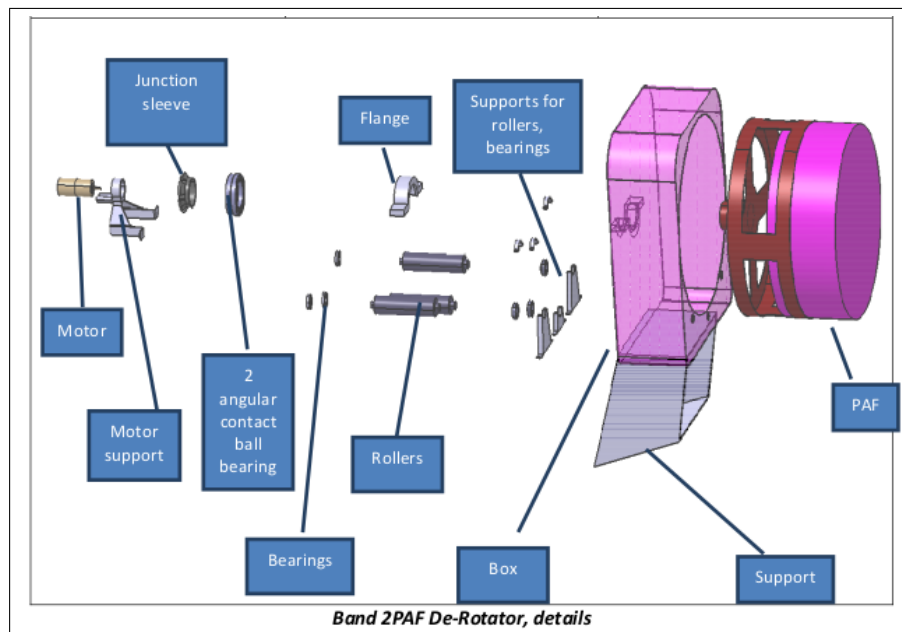 Junction
sleeve
Flange
Supports for
rollers,
bearings
Motor
Motor
support
2
angular
contact
ball
bearing
Rollers
PAF
Bearings
Box
Support
Band 2PAF De-Rotator, details